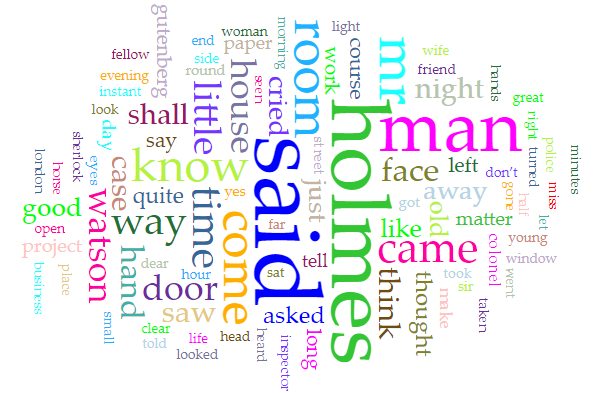 gutenberg
fellow
evening
instant
look
end
side
round
woman
paper
morning
seen
cried
light
course
work
room
mr
wife
friend
hands
night
great
right
turned
police
miss
minutes
shall
little
house
say
day
eyes
sherlock
horse
london
case
know
said
holmes
man
street
just
face
left
don't
gone
half
let
away
quite
yes
time
watson
good
open
project
way
come
far
like
got
old
matter
young
window
went
colonel
came
place
business
hand
dear
hour
door
sat
tell
think
thought
took
sir
make
taken
small
clear
told
saw
life
looked
head
heard
asked
inspector
long